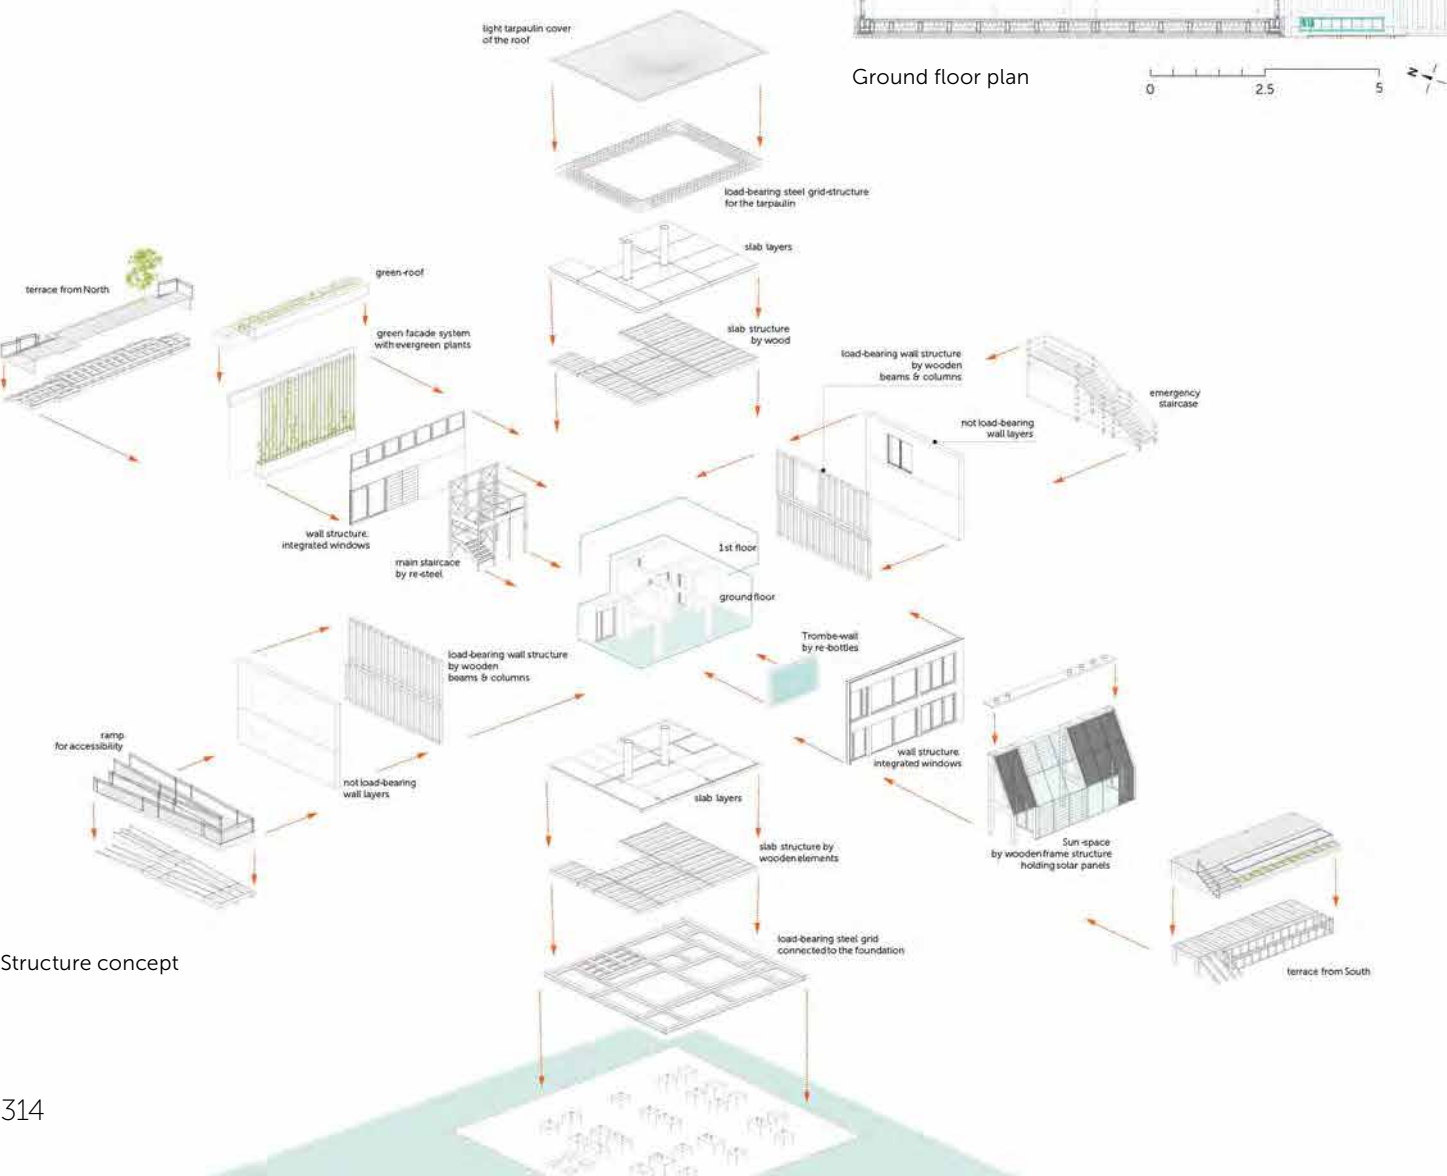 light tarpaulin cover
of the roof
Ground floor plan
0 2.5 5
N
load-bearing steel grid-structure
for the tarpaulin
slab layers
terrace from North
green-roof
green facade system
with evergreen plants
slab structure
by wood
load-bearing wall structure
by wooden
beams & columns
emergency
staircase
not load-bearing
wall layers
wall structure,
integrated windows
main staircace
by re-steel
1st floor
ground floor
Trombe-wall
by re-bottles
load-bearing wall structure
by wooden
beams & columns
ramp
for accessibility
not load-bearing
wall layers
wall structure,
integrated windows
slab layers
slab structure by
wooden elements
Sun-space
by wooden frame structure
holding solar panels
load-bearing steel grid
connected to the foundation
terrace from South
Structure concept
314